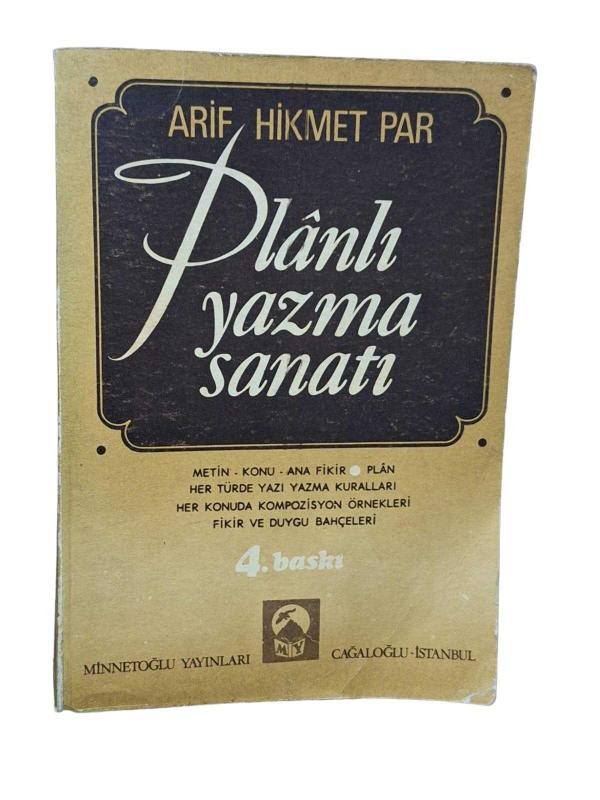 ARİF HİKMET PAR
Plânlı
yazma
sanatı
METİN - KONU - ANA FİKİR ● PLÂN
HER TÜRDE YAZI YAZMA KURALLARI
HER KONUDA KOMPOZİSYON ÖRNEKLERİ
FİKİR VE DUYGU BAHÇELERİ
4. baskı
MY
MİNNETOĞLU YAYINLARI CAĞALOĞLU-İSTANBUL